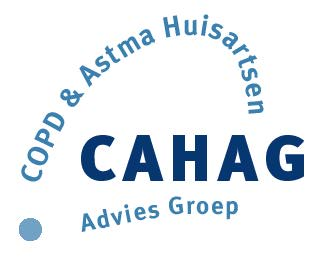 COPD & Astma Huisartsen
CAHAG
Advies Groep